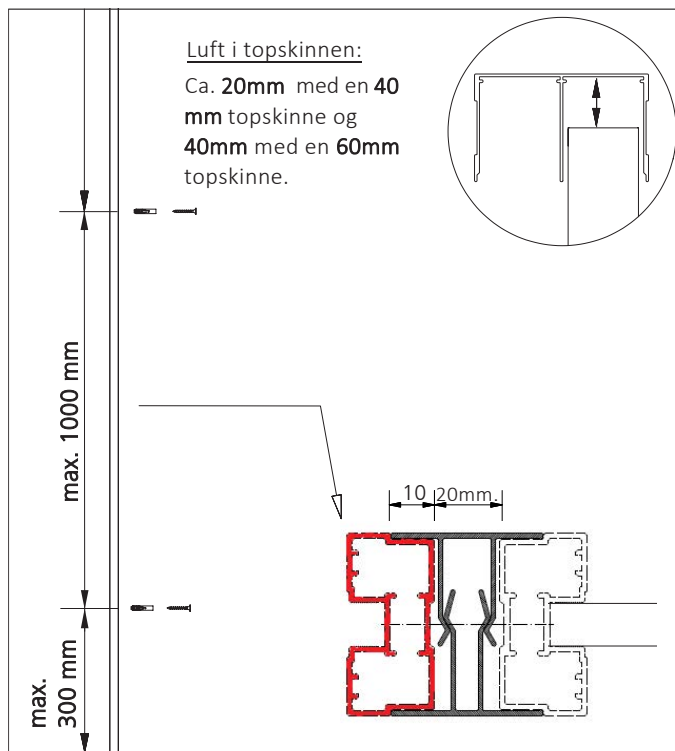 Luft i topskinnen:
Ca. 20mm med en 40
mm topskinne og
40mm med en 60mm
topskinne.
max. 1000 mm
10
20mm.
max.
300 mm